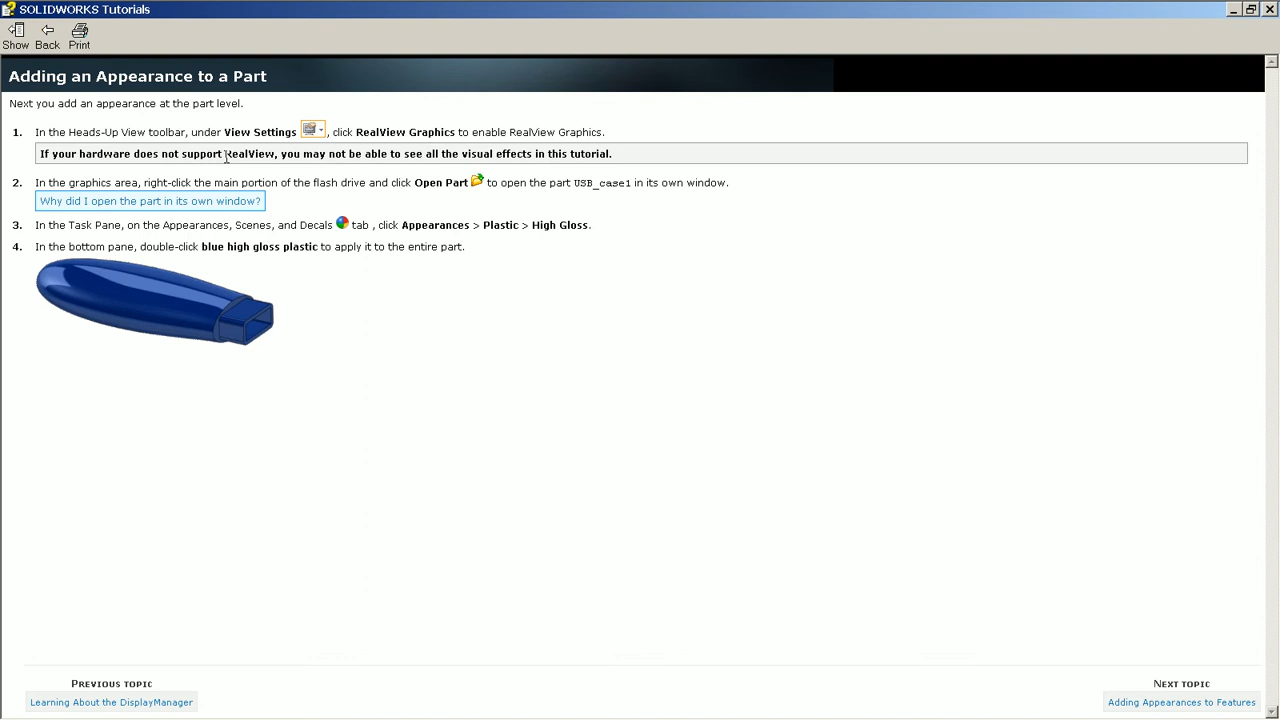 SOLIDWORKS Tutorials
Show Back Print
Adding an Appearance to a Part
Next you add an appearance at the part level.
1. In the Heads-Up View toolbar, under View Settings , click RealView Graphics to enable RealView Graphics.
If your hardware does not support RealView, you may not be able to see all the visual effects in this tutorial.
2. In the graphics area, right-click the main portion of the flash drive and click Open Part to open the part USB_case1 in its own window.
Why did I open the part in its own window?
3. In the Task Pane, on the Appearances, Scenes, and Decals tab , click Appearances > Plastic > High Gloss.
4. In the bottom pane, double-click blue high gloss plastic to apply it to the entire part.
PREVIOUS TOPIC
Learning About the DisplayManager
NEXT TOPIC
Adding Appearances to Features